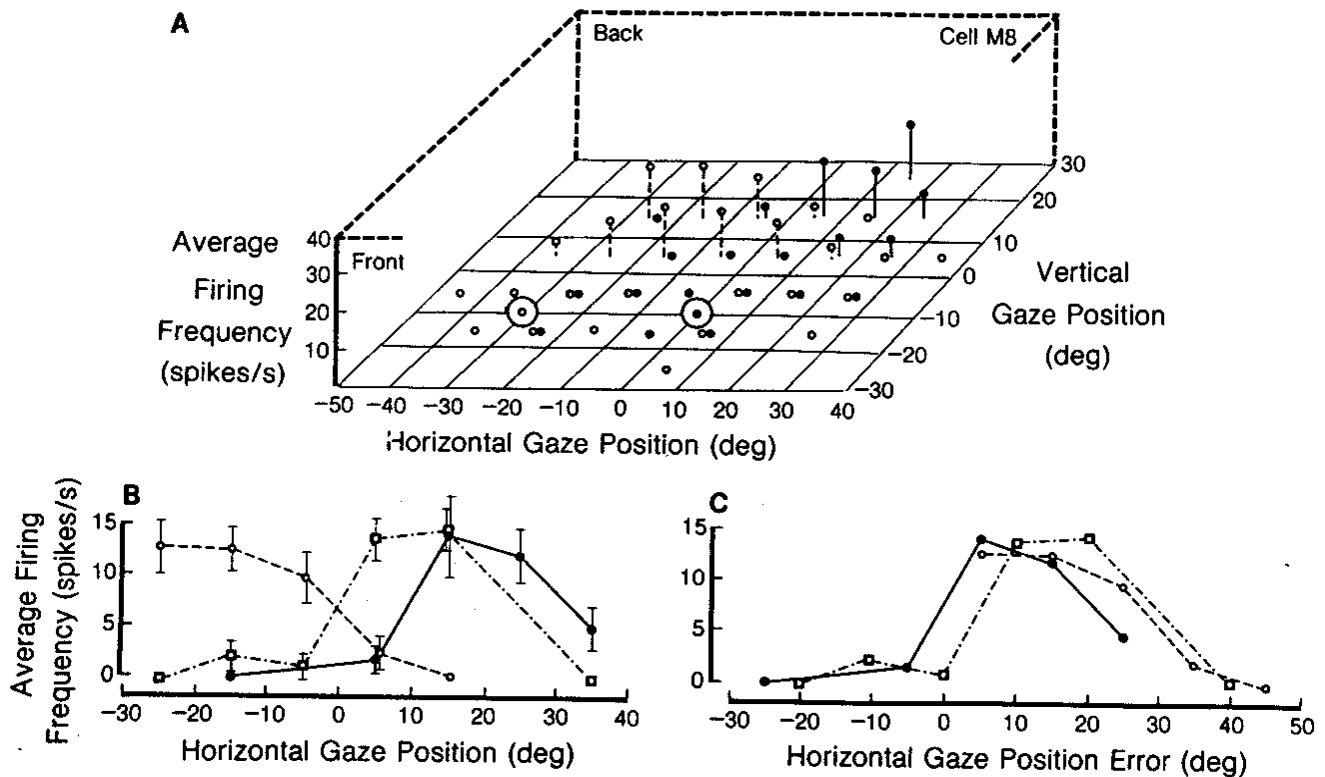 A
Back
Cell M8
30
20
10
0
−10
−20
−30
Vertical
Gaze Position
(deg)
Average
Firing
Frequency
(spikes/s)
40
30
20
10
Front
−50 −40 −30 −20 −10 0 10 20 30 40
Horizontal Gaze Position (deg)
B
Average Firing
Frequency (spikes/s)
15
10
5
0
−30 −20 −10 0 10 20 30 40
Horizontal Gaze Position (deg)
C
15
10
5
0
−30 −20 −10 0 10 20 30 40 50
Horizontal Gaze Position Error (deg)